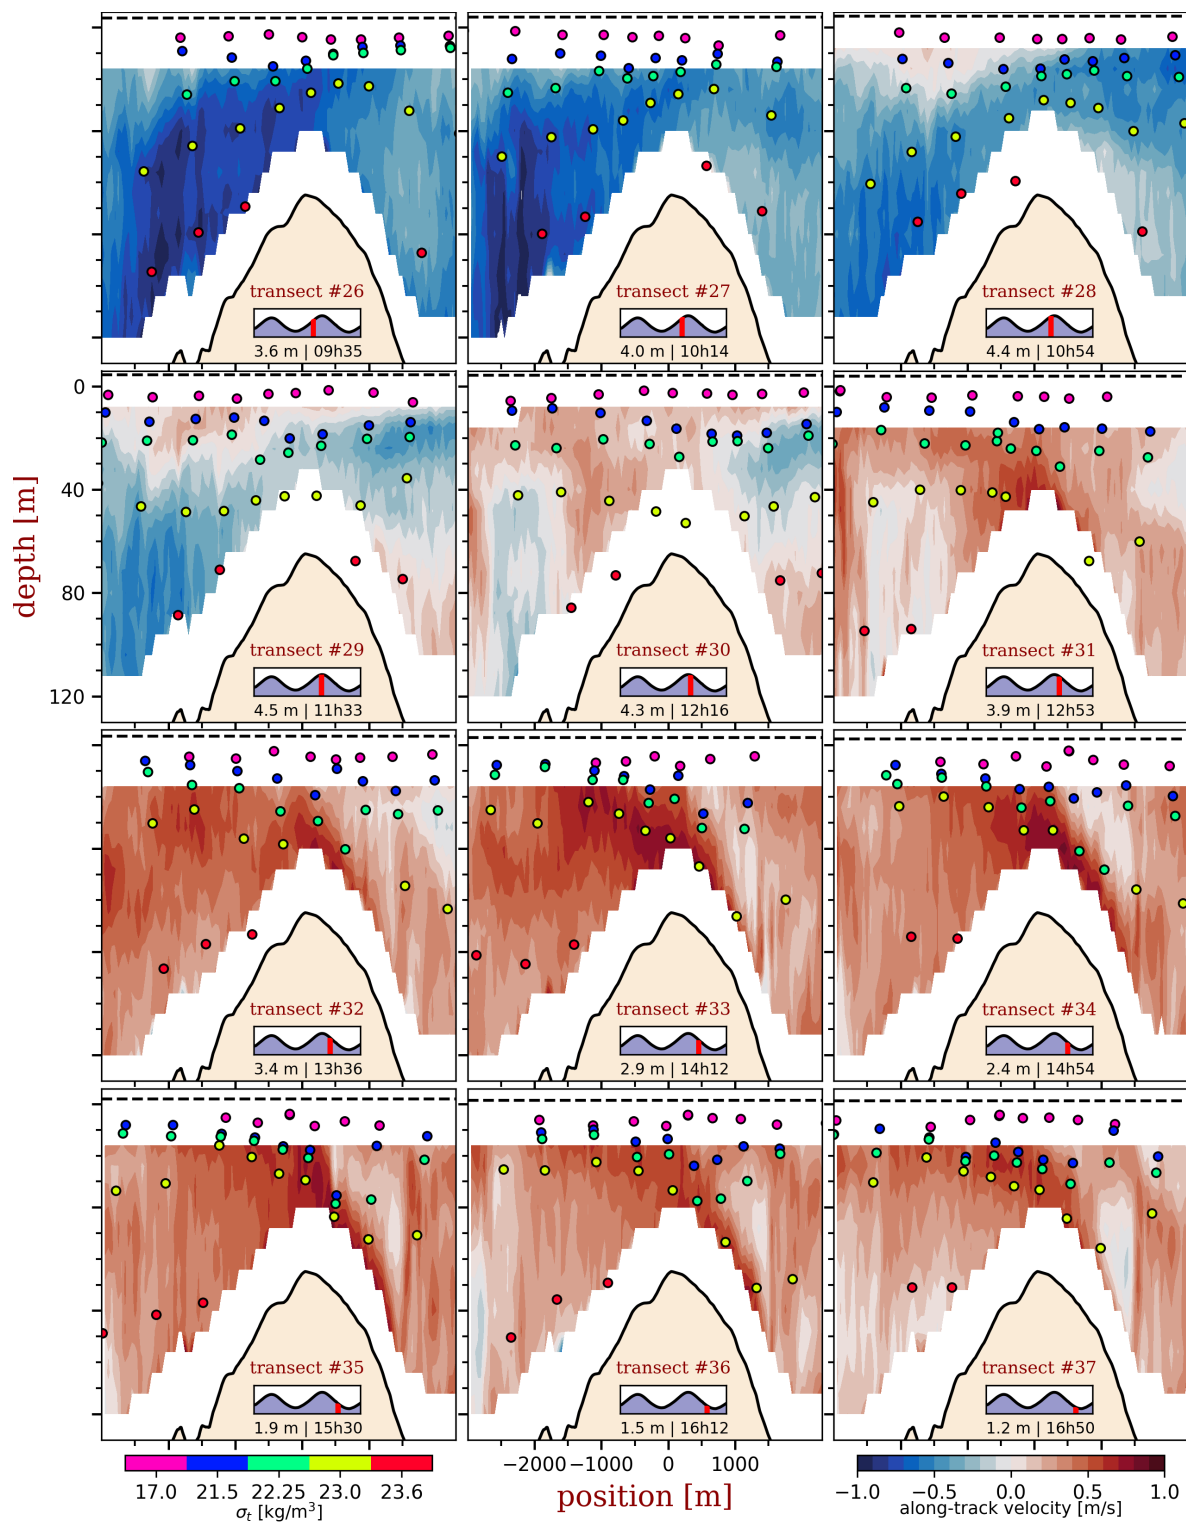 transect #26
3.6 m | 09h35
transect #27
4.0 m | 10h14
transect #28
4.4 m | 10h54
0
40
80
120
depth [m]
transect #29
4.5 m | 11h33
transect #30
4.3 m | 12h16
transect #31
3.9 m | 12h53
transect #32
3.4 m | 13h36
transect #33
2.9 m | 14h12
transect #34
2.4 m | 14h54
transect #35
1.9 m | 15h30
transect #36
1.5 m | 16h12
transect #37
1.2 m | 16h50
17.0 21.5 22.25 23.0 23.6
σt [kg/m³]
−2000 −1000 0 1000
position [m]
−1.0 −0.5 0.0 0.5 1.0
along-track velocity [m/s]